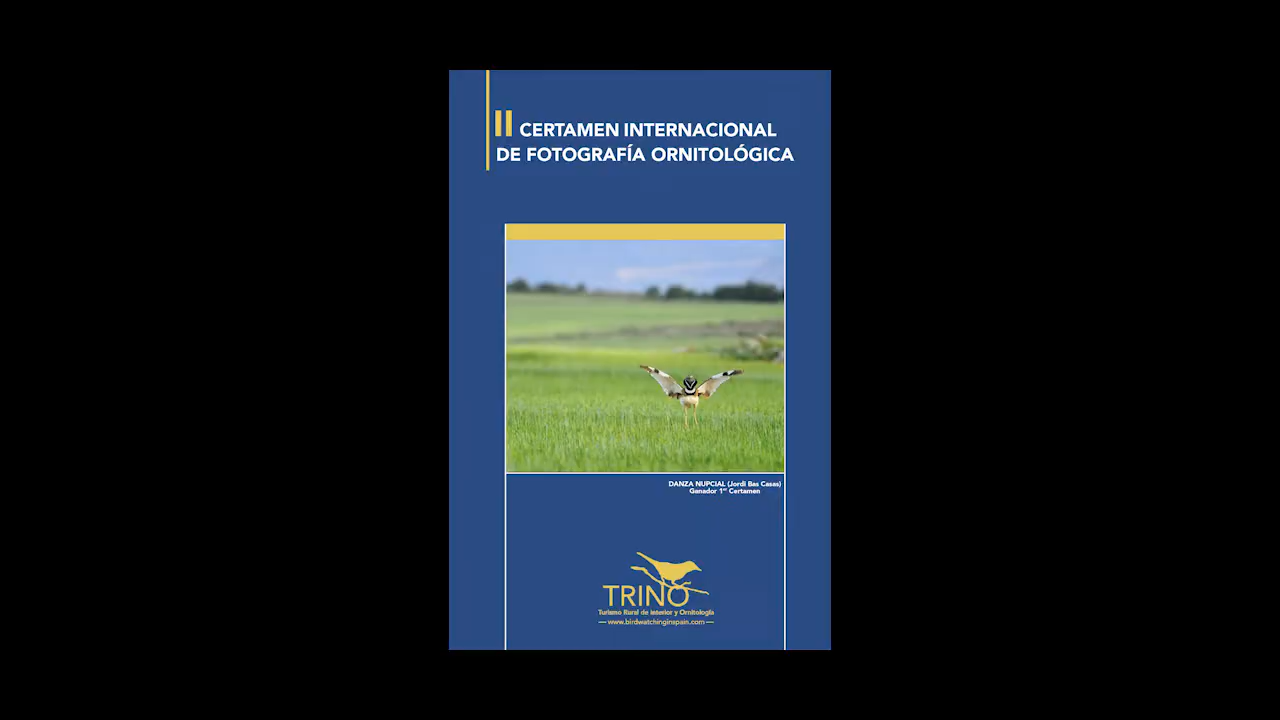 II CERTAMEN INTERNACIONAL
DE FOTOGRAFÍA ORNITOLÓGICA
DANZA NUPCIAL (Jordi Bas Casas)
Ganador 1er Certamen
TRINO
Turismo Rural de Interior y Ornitología
www.birdwatchinginspain.com